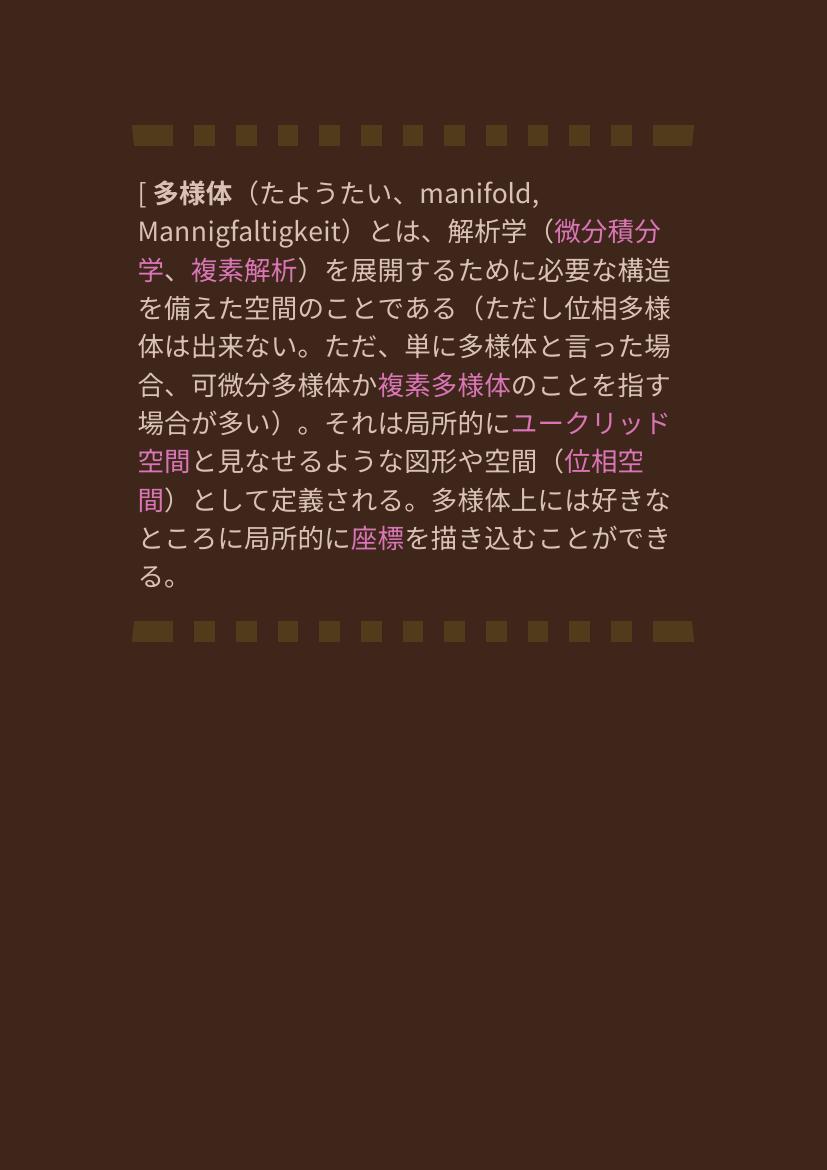 [ 多様体（たようたい、manifold,
Mannigfaltigkeit）とは、解析学（微分積分
学、複素解析）を展開するために必要な構造
を備えた空間のことである（ただし位相多様
体は出来ない。ただ、単に多様体と言った場
合、可微分多様体か複素多様体のことを指す
場合が多い）。それは局所的にユークリッド
空間と見なせるような図形や空間（位相空
間）として定義される。多様体上には好きな
ところに局所的に座標を描き込むことができ
る。